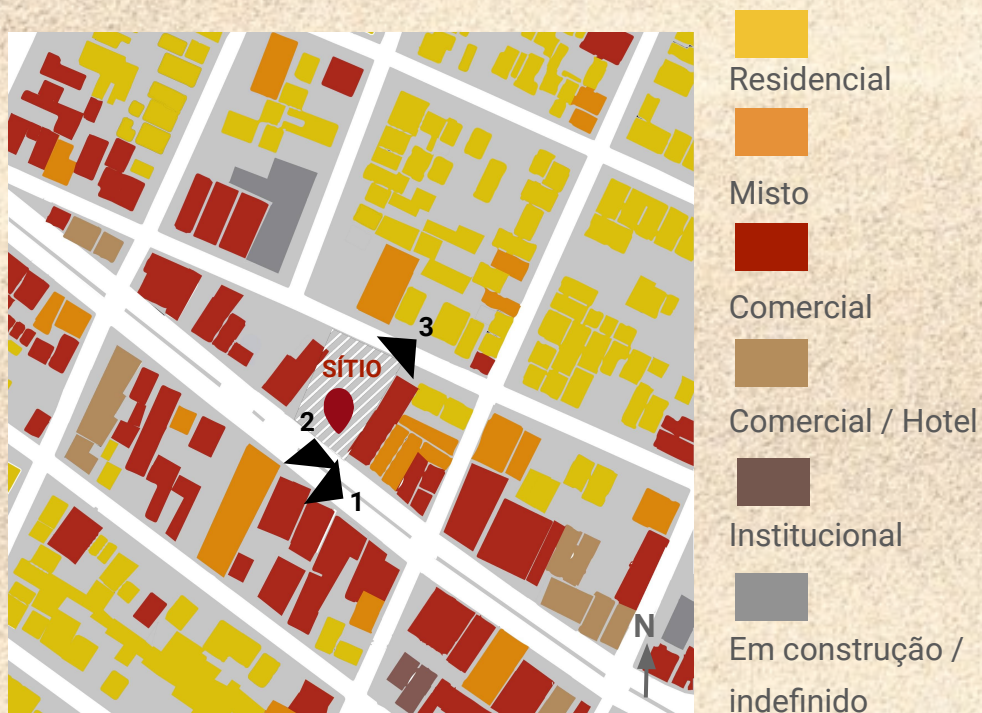 3
SÍTIO
2
1
N
Residencial
Misto
Comercial
Comercial / Hotel
Institucional
Em construção /
indefinido